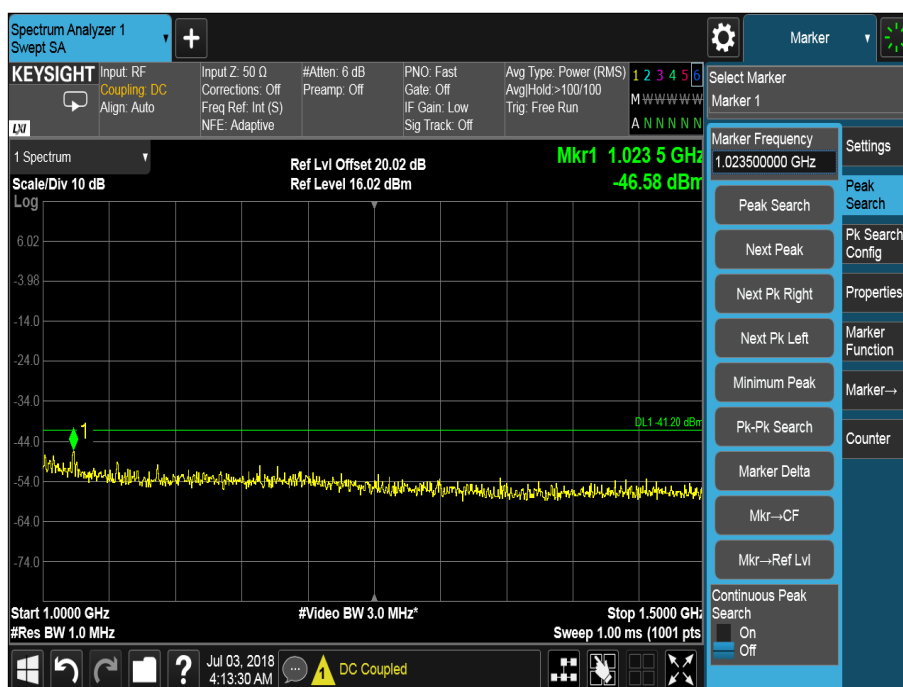 Spectrum Analyzer 1
Swept SA
Marker
KEYSIGHT
LXI
Input: RF
Coupling: DC
Align: Auto
Input Z: 50 Ω
Corrections: Off
Freq Ref: Int (S)
NFE: Adaptive
#Atten: 6 dB
Preamp: Off
PNO: Fast
Gate: Off
IF Gain: Low
Sig Track: Off
Avg Type: Power (RMS)
Avg|Hold:>100/100
Trig: Free Run
1 2 3 4 5 6
M W W W W W
A N N N N N
Select Marker
Marker 1
1 Spectrum
Scale/Div 10 dB
Ref Lvl Offset 20.02 dB
Ref Level 16.02 dBm
Mkr1 1.023 5 GHz
-46.58 dBm
Log
6.02
-3.98
-14.0
-24.0
-34.0
-44.0
-54.0
-64.0
-74.0
1
DL1 -41.20 dBm
Start 1.0000 GHz
#Res BW 1.0 MHz
#Video BW 3.0 MHz*
Stop 1.5000 GHz
Sweep 1.00 ms (1001 pts
Marker Frequency
1.023500000 GHz
Peak Search
Next Peak
Next Pk Right
Next Pk Left
Minimum Peak
Pk-Pk Search
Marker Delta
Mkr→CF
Mkr→Ref Lvl
Continuous Peak
Search
On
Off
Settings
Peak
Search
Pk Search
Config
Properties
Marker
Function
Marker→
Counter
?
Jul 03, 2018
4:13:30 AM
1
DC Coupled